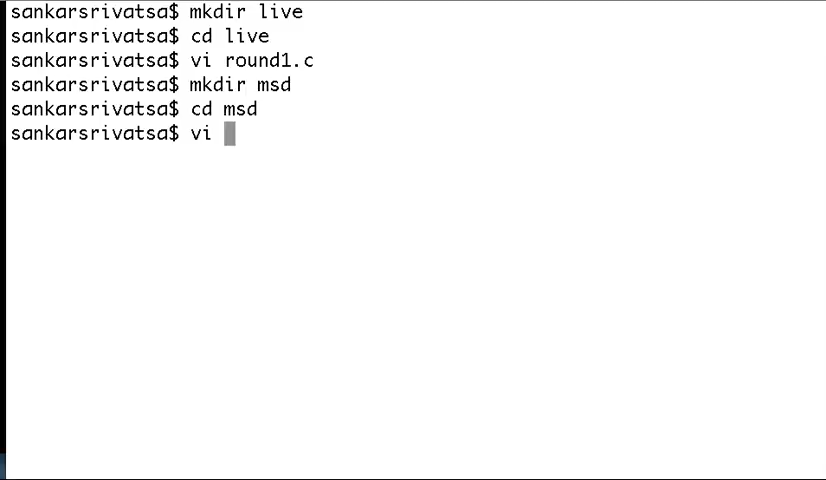 sankarsrivatsa$ mkdir live
sankarsrivatsa$ cd live
sankarsrivatsa$ vi round1.c
sankarsrivatsa$ mkdir msd
sankarsrivatsa$ cd msd
sankarsrivatsa$ vi